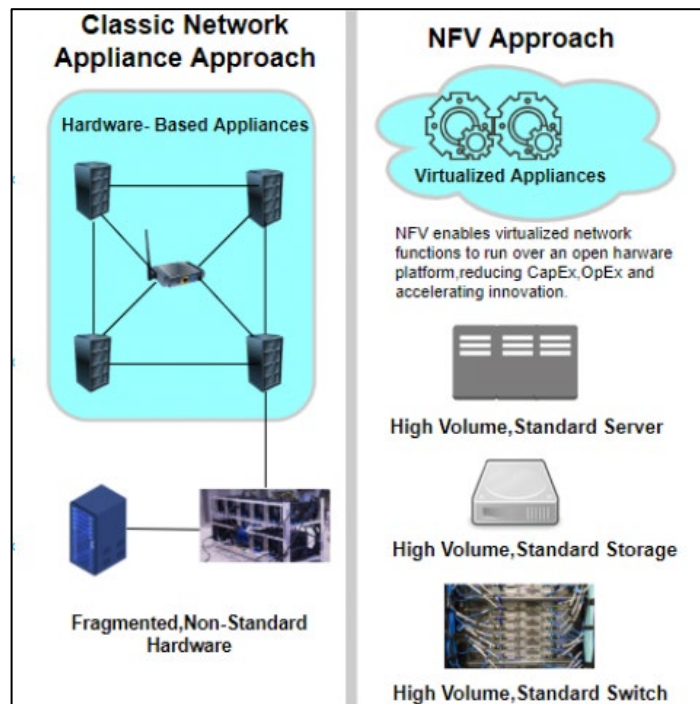 Classic Network
Appliance Approach
Hardware- Based Appliances
Fragmented,Non-Standard
Hardware
NFV Approach
Virtualized Appliances
NFV enables virtualized network
functions to run over an open harware
platform,reducing CapEx,OpEx and
accelerating innovation.
High Volume,Standard Server
High Volume,Standard Storage
High Volume,Standard Switch